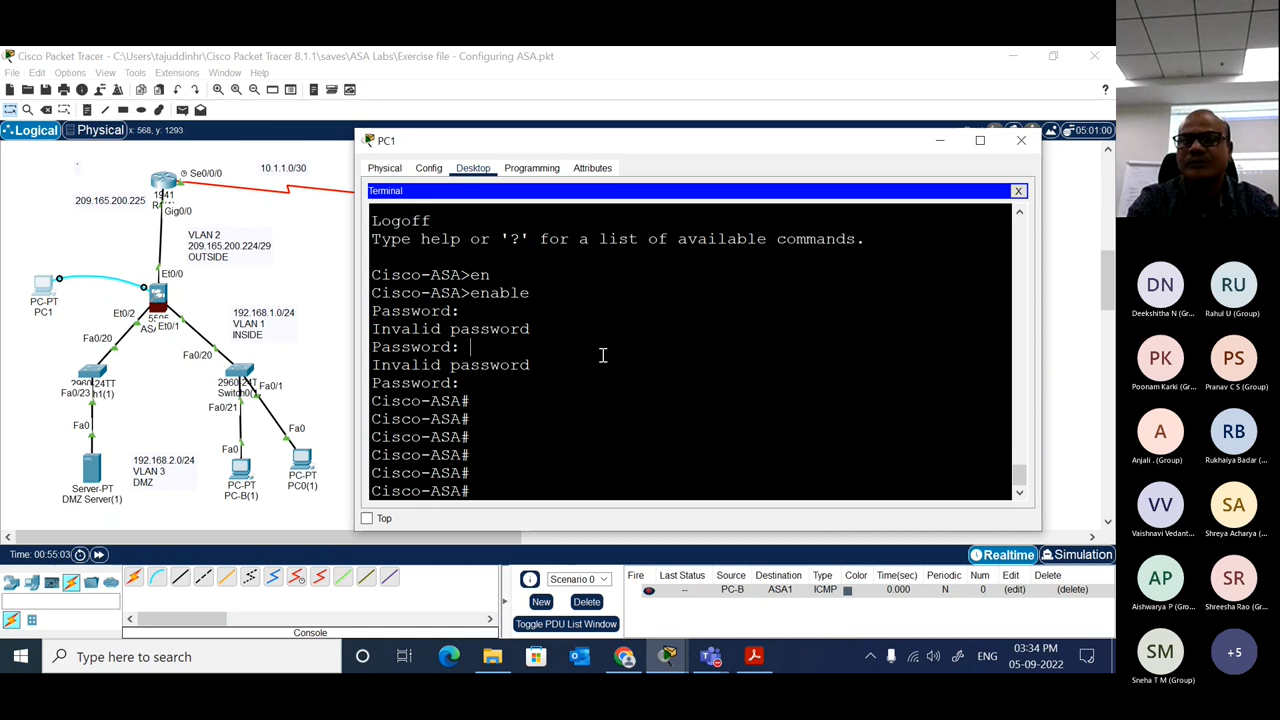 Cisco Packet Tracer - C:\Users\tajuddinhr\Cisco Packet Tracer 8.1.1\saves\ASA Labs\Exercise file - Configuring ASA.pkt
File Edit Options View Tools Extensions Window Help
Logical Physical x: 568, y: 1293
05:01:00
PC1
Physical Config Desktop Programming Attributes
Terminal X
Logoff
Type help or '?' for a list of available commands.
Cisco-ASA>en
Cisco-ASA>enable
Password:
Invalid password
Password:
Invalid password
Password:
Cisco-ASA#
Cisco-ASA#
Cisco-ASA#
Cisco-ASA#
Cisco-ASA#
Cisco-ASA#
Top
Se0/0/0
10.1.1.0/30
1941
209.165.200.225
Gig0/0
VLAN 2
209.165.200.224/29
OUTSIDE
Et0/0
PC-PT
PC1
Et0/2
Et0/1
192.168.1.0/24
VLAN 1
INSIDE
Fa0/20
Fa0/20
Fa0/23
Fa0/1
Fa0/21
Fa0
Fa0
Fa0
192.168.2.0/24
VLAN 3
DMZ
Server-PT
DMZ Server(1)
PC-PT
PC-B(1)
PC-PT
PC0(1)
Time: 00:55:03
Realtime Simulation
Scenario 0
New Delete
Toggle PDU List Window
Fire Last Status Source Destination Type Color Time(sec) Periodic Num Edit Delete
-- PC-B ASA1 ICMP 0.000 N 0 (edit) (delete)
Console
Type here to search
ENG
03:34 PM
05-09-2022
DN
Deekshitha N (Gr...
RU
Rahul U (Group)
PK
Poonam Karki (Gr...
PS
Pranav C S (Grou...
A
Anjali . (Group)
RB
Rukhaiya Badar (...
VV
Vaishnavi Vedant...
SA
Shreya Acharya (...
AP
Aishwarya P (Gro...
SR
Shreesha Rao (Gr...
SM
Sneha T M (Group)
+5